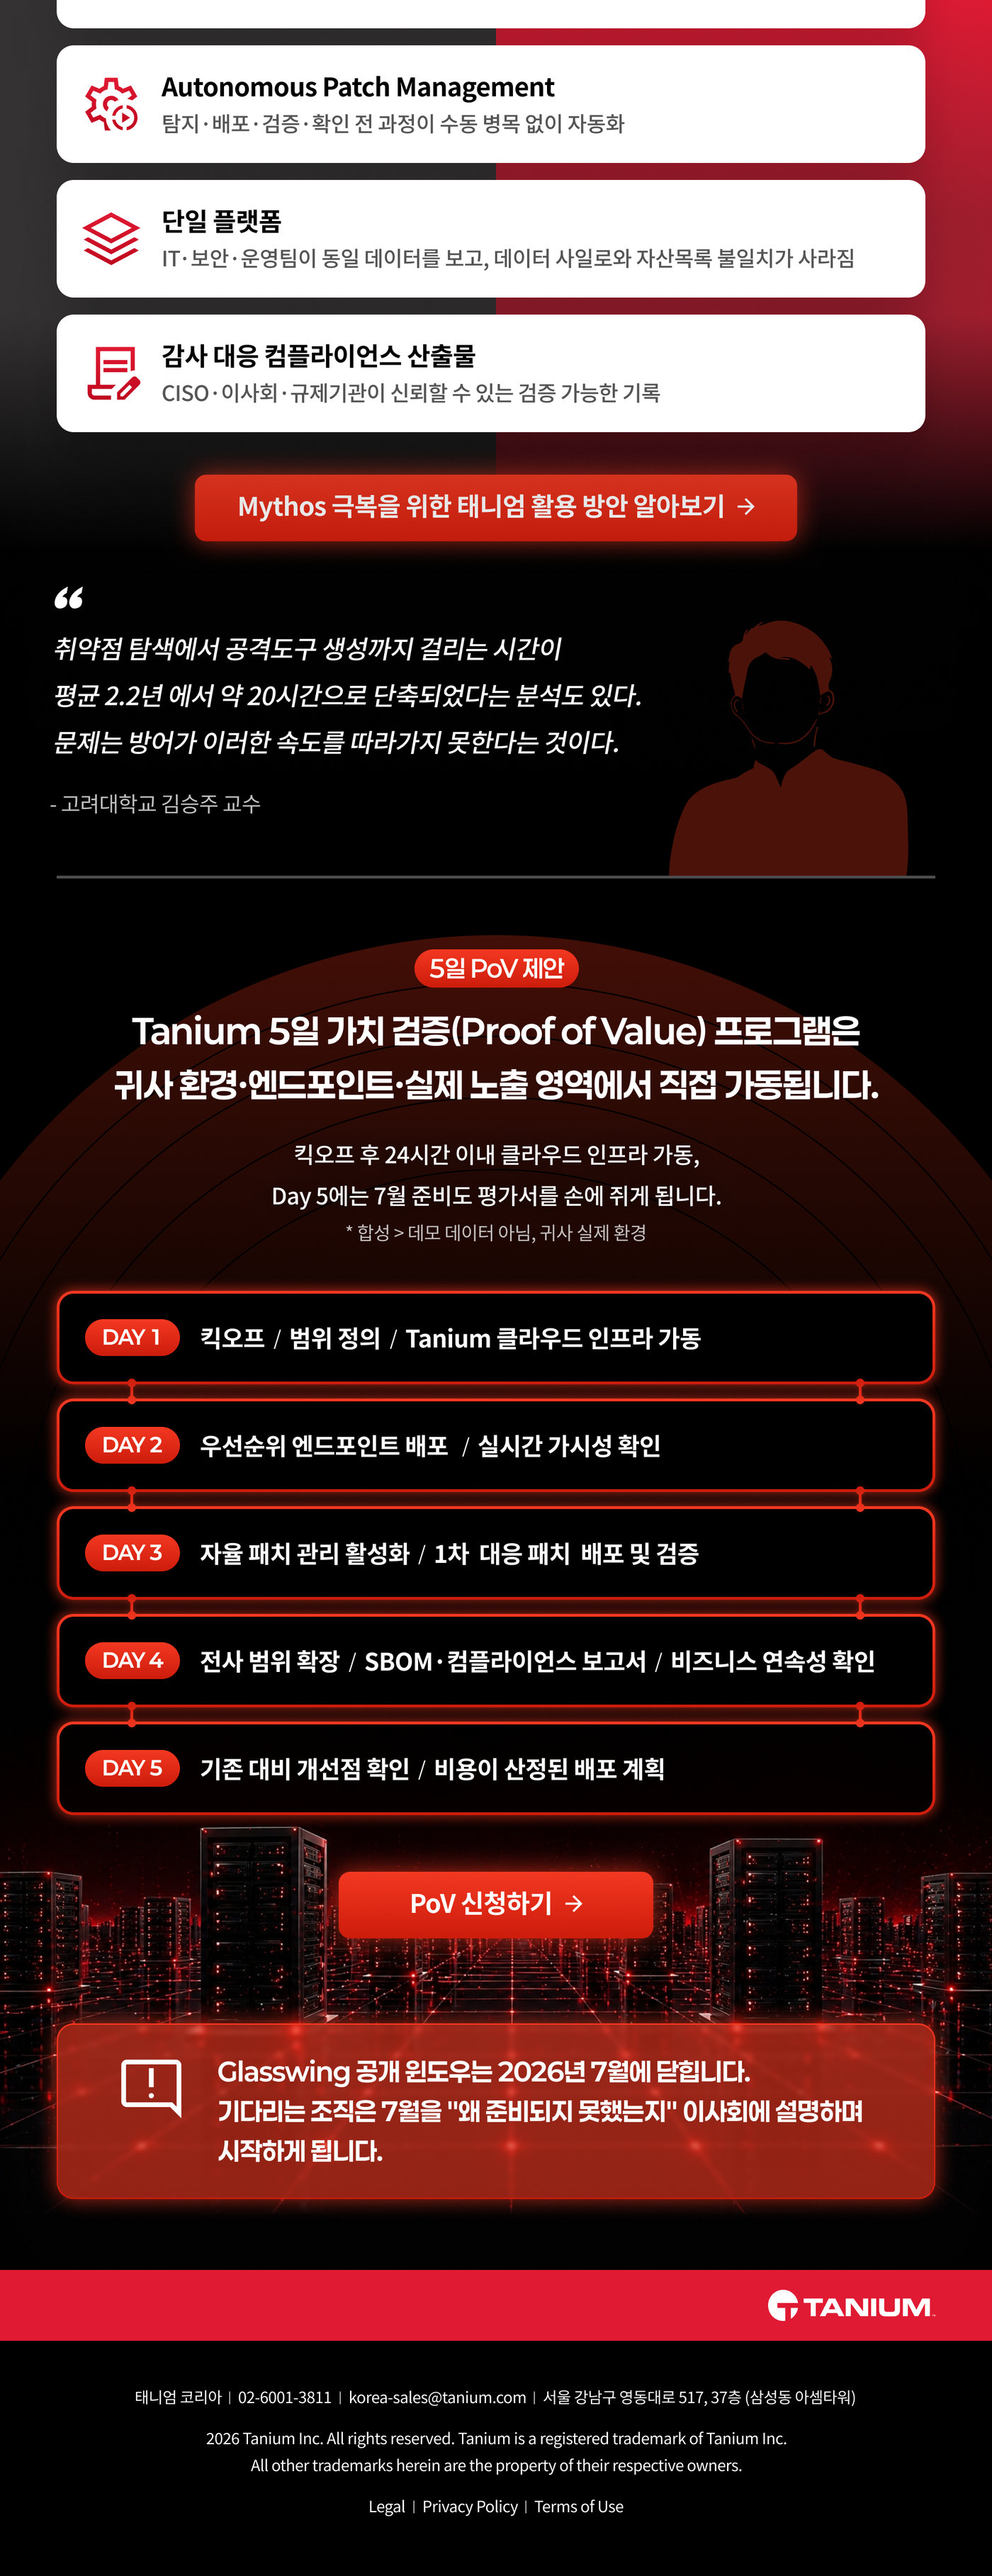 Autonomous Patch Management
탐지·배포·검증·확인 전 과정이 수동 병목 없이 자동화
단일 플랫폼
IT·보안·운영팀이 동일 데이터를 보고, 데이터 사일로와 자산목록 불일치가 사라짐
감사 대응 컴플라이언스 산출물
CISO·이사회·규제기관이 신뢰할 수 있는 검증 가능한 기록
Mythos 극복을 위한 태니엄 활용 방안 알아보기 →
“
취약점 탐색에서 공격도구 생성까지 걸리는 시간이
평균 2.2년 에서 약 20시간으로 단축되었다는 분석도 있다.
문제는 방어가 이러한 속도를 따라가지 못한다는 것이다.
- 고려대학교 김승주 교수
5일 PoV 제안
Tanium 5일 가치 검증(Proof of Value) 프로그램은
귀사 환경·엔드포인트·실제 노출 영역에서 직접 가동됩니다.
킥오프 후 24시간 이내 클라우드 인프라 가동,
Day 5에는 7월 준비도 평가서를 손에 쥐게 됩니다.
* 합성 > 데모 데이터 아님, 귀사 실제 환경
DAY 1 킥오프 / 범위 정의 / Tanium 클라우드 인프라 가동
DAY 2 우선순위 엔드포인트 배포 / 실시간 가시성 확인
DAY 3 자율 패치 관리 활성화 / 1차 대응 패치 배포 및 검증
DAY 4 전사 범위 확장 / SBOM·컴플라이언스 보고서 / 비즈니스 연속성 확인
DAY 5 기존 대비 개선점 확인 / 비용이 산정된 배포 계획
PoV 신청하기 →
Glasswing 공개 윈도우는 2026년 7월에 닫힙니다.
기다리는 조직은 7월을 "왜 준비되지 못했는지" 이사회에 설명하며
시작하게 됩니다.
TANIUM
태니엄 코리아 | 02-6001-3811 | korea-sales@tanium.com | 서울 강남구 영동대로 517, 37층 (삼성동 아셈타워)
2026 Tanium Inc. All rights reserved. Tanium is a registered trademark of Tanium Inc.
All other trademarks herein are the property of their respective owners.
Legal | Privacy Policy | Terms of Use